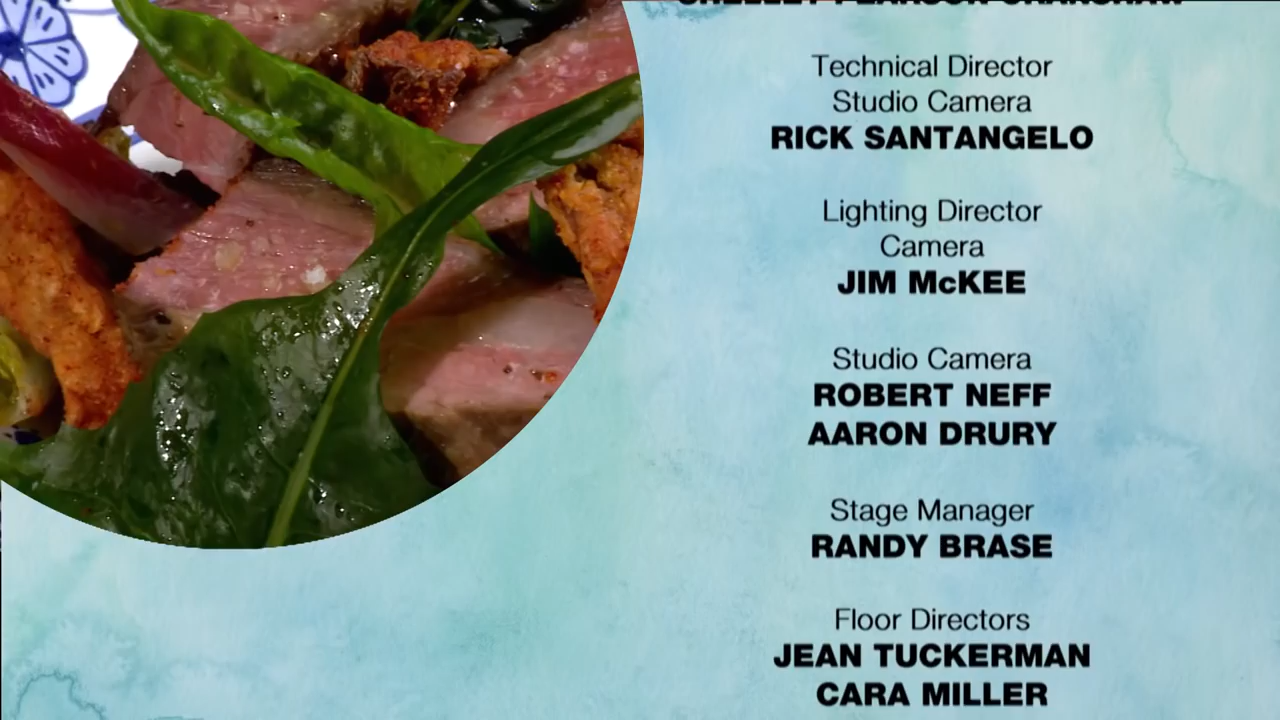 Technical Director
Studio Camera
RICK SANTANGELO
Lighting Director
Camera
JIM McKEE
Studio Camera
ROBERT NEFF
AARON DRURY
Stage Manager
RANDY BRASE
Floor Directors
JEAN TUCKERMAN
CARA MILLER